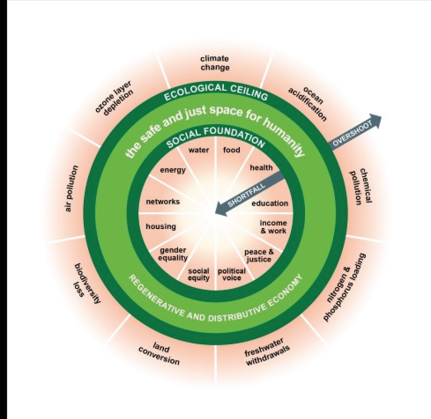 climate
change
ocean
acidification
chemical
pollution
nitrogen &
phosphorus loading
freshwater
withdrawals
land
conversion
biodiversity
loss
air pollution
ozone layer
depletion
ECOLOGICAL CEILING
the safe and just space for humanity
SOCIAL FOUNDATION
OVERSHOOT
SHORTFALL
water
food
health
education
income
& work
peace &
justice
political
voice
social
equity
gender
equality
housing
networks
energy
REGENERATIVE AND DISTRIBUTIVE ECONOMY